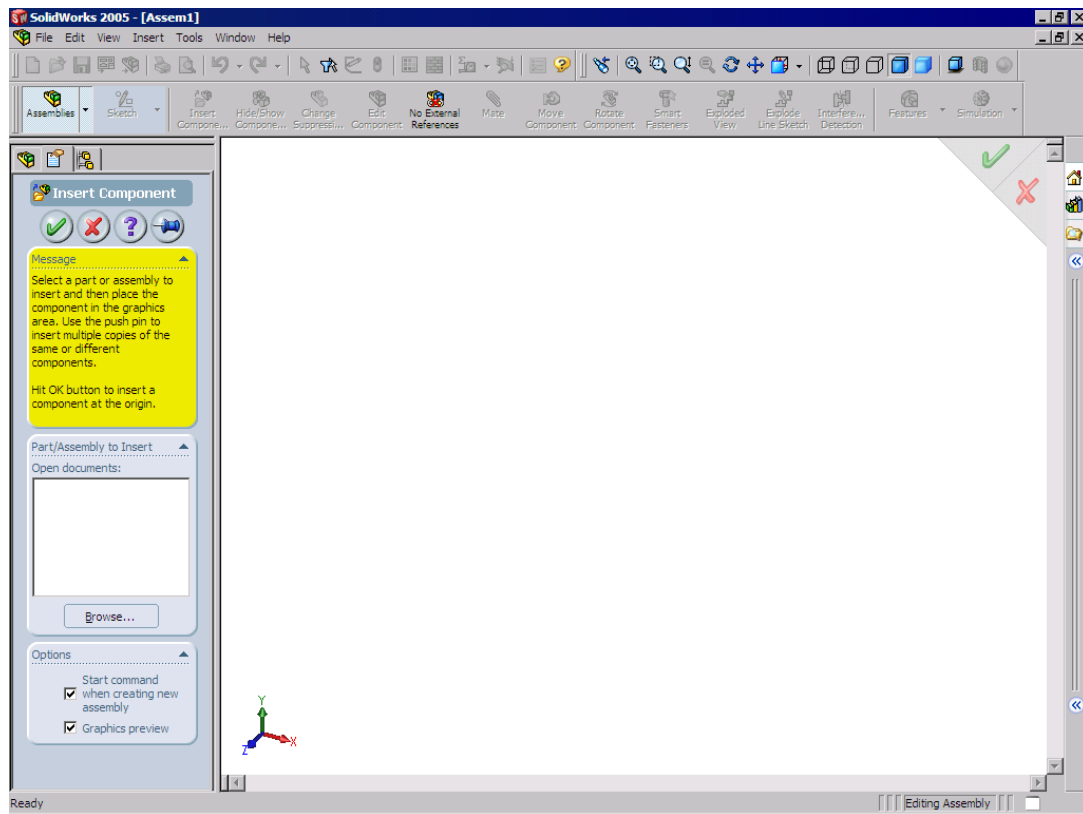 SolidWorks 2005 - [Assem1]
File Edit View Insert Tools Window Help
Assemblies
Sketch
Insert Compone...
Hide/Show Compone...
Change Suppressi...
Edit Component
No External References
Mate
Move Component
Rotate Component
Smart Fasteners
Exploded View
Explode Line Sketch
Interfere... Detection
Features
Simulation
Insert Component
Message
Select a part or assembly to
insert and then place the
component in the graphics
area. Use the push pin to
insert multiple copies of the
same or different
components.
Hit OK button to insert a
component at the origin.
Part/Assembly to Insert
Open documents:
Browse...
Options
Start command
when creating new
assembly
Graphics preview
Y
X
Z
Ready
Editing Assembly